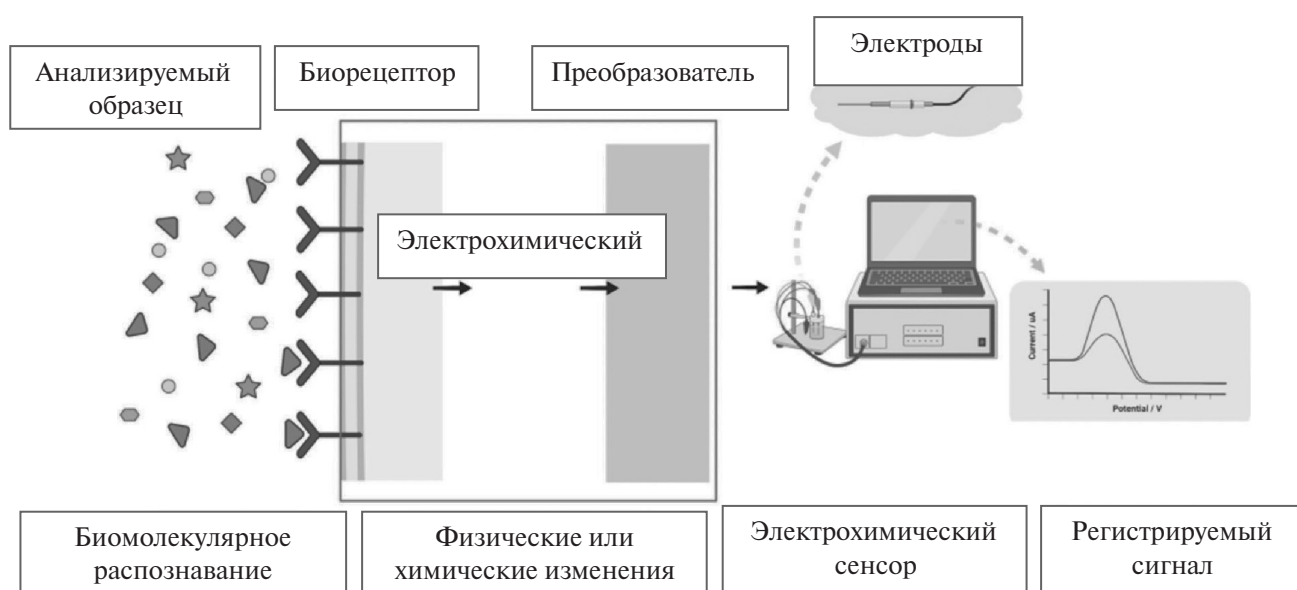 Анализируемый
образец
Биорецептор
Преобразователь
Электроды
Электрохимический
Current / uA
Potential / V
Биомолекулярное
распознавание
Физические или
химические изменения
Электрохимический
сенсор
Регистрируемый
сигнал